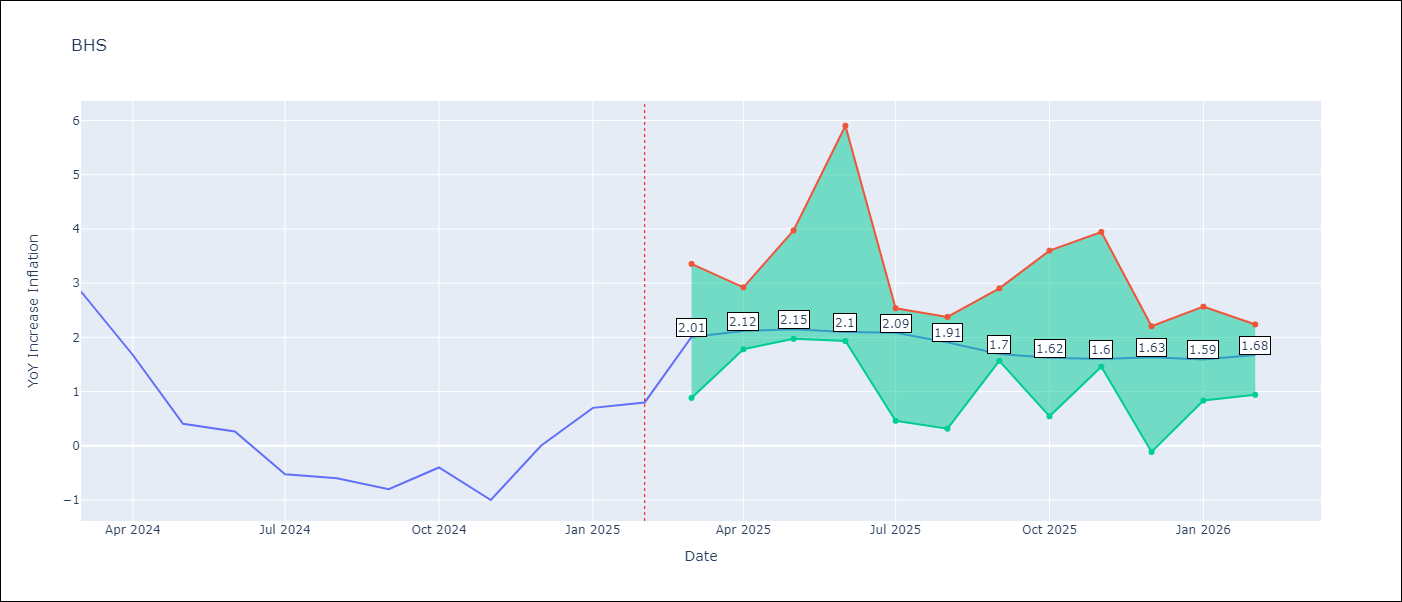 BHS
YoY Increase Inflation
6
5
4
3
2
1
0
−1
2.01
2.12
2.15
2.1
2.09
1.91
1.7
1.62
1.6
1.63
1.59
1.68
Apr 2024
Jul 2024
Oct 2024
Jan 2025
Apr 2025
Jul 2025
Oct 2025
Jan 2026
Date